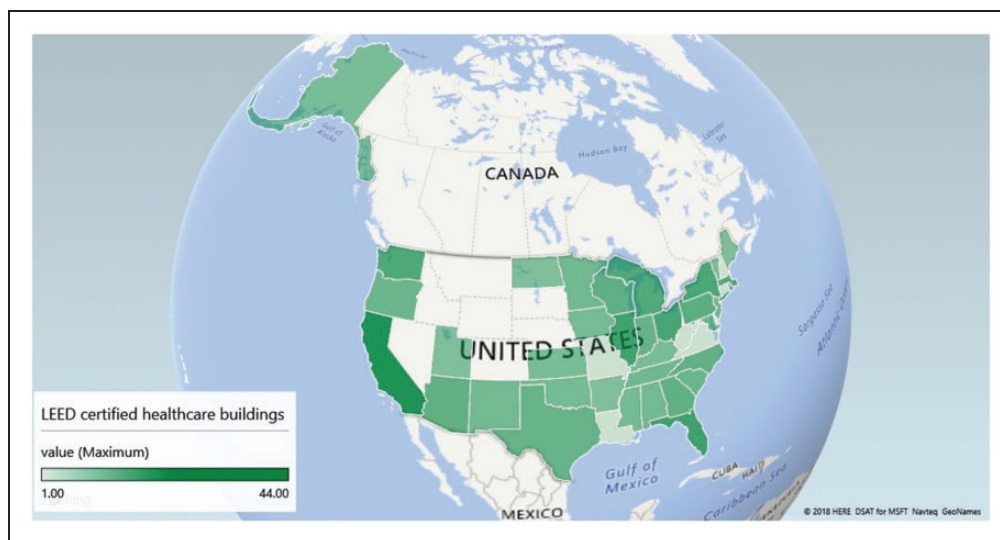 Gulf of
Alaska
Hudson Bay
Labrador
Sea
CANADA
Sargasso Sea
Atlantic
UNITED STATES
LEED certified healthcare buildings
value (Maximum)
1.00
44.00
Gulf of
Mexico
CUBA
HAITI
Caribbean Sea
MEXICO
© 2018 HERE DSAT for MSFT Navteq GeoNames